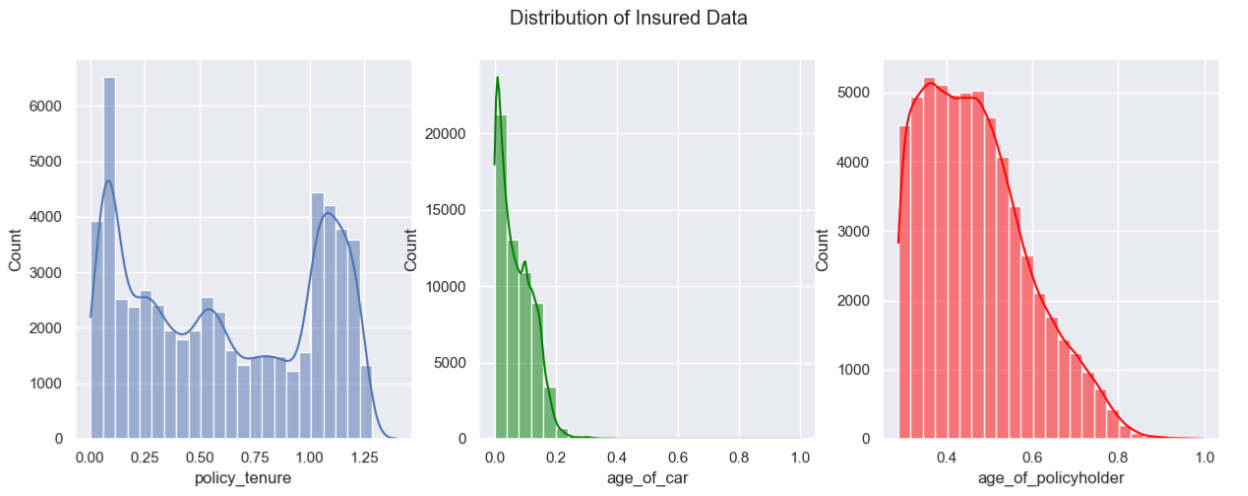 Distribution of Insured Data
Count
6000
5000
4000
3000
2000
1000
0
0.00 0.25 0.50 0.75 1.00 1.25
policy_tenure
Count
20000
15000
10000
5000
0
0.0 0.2 0.4 0.6 0.8 1.0
age_of_car
Count
5000
4000
3000
2000
1000
0
0.4 0.6 0.8 1.0
age_of_policyholder